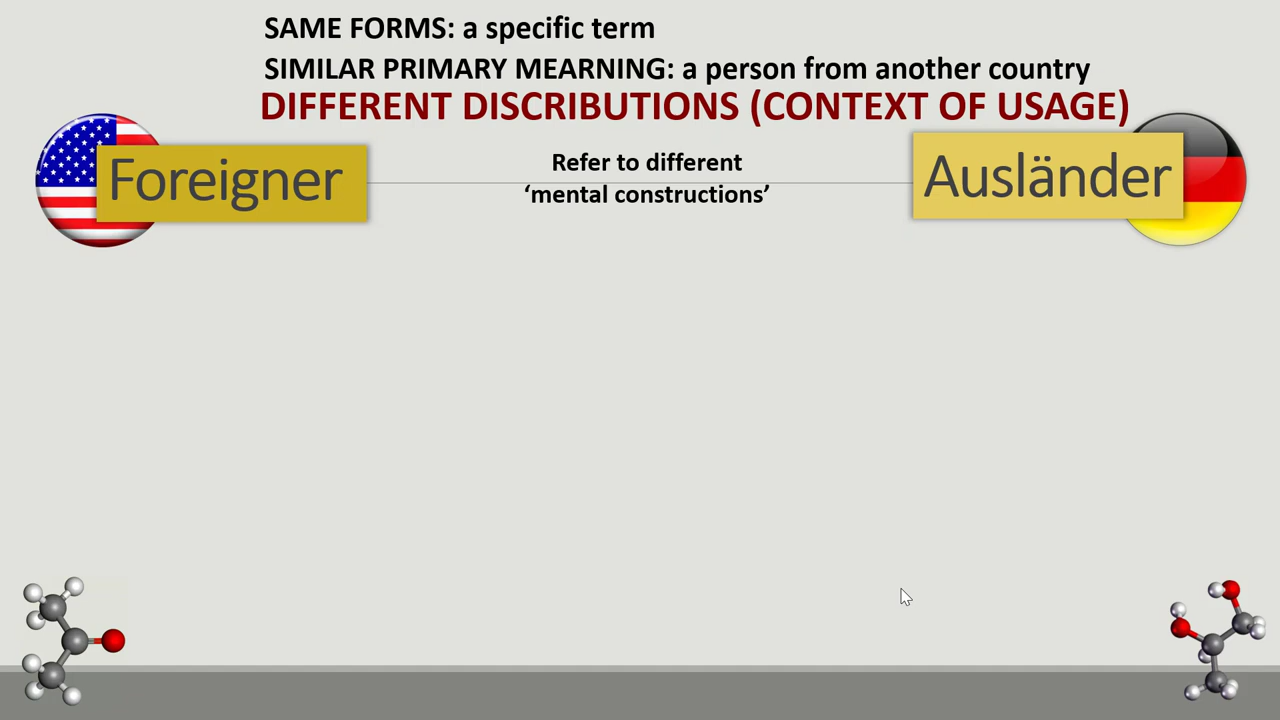 SAME FORMS: a specific term
SIMILAR PRIMARY MEARNING: a person from another country
DIFFERENT DISCRIBUTIONS (CONTEXT OF USAGE)
Foreigner
Refer to different
‘mental constructions’
Ausländer